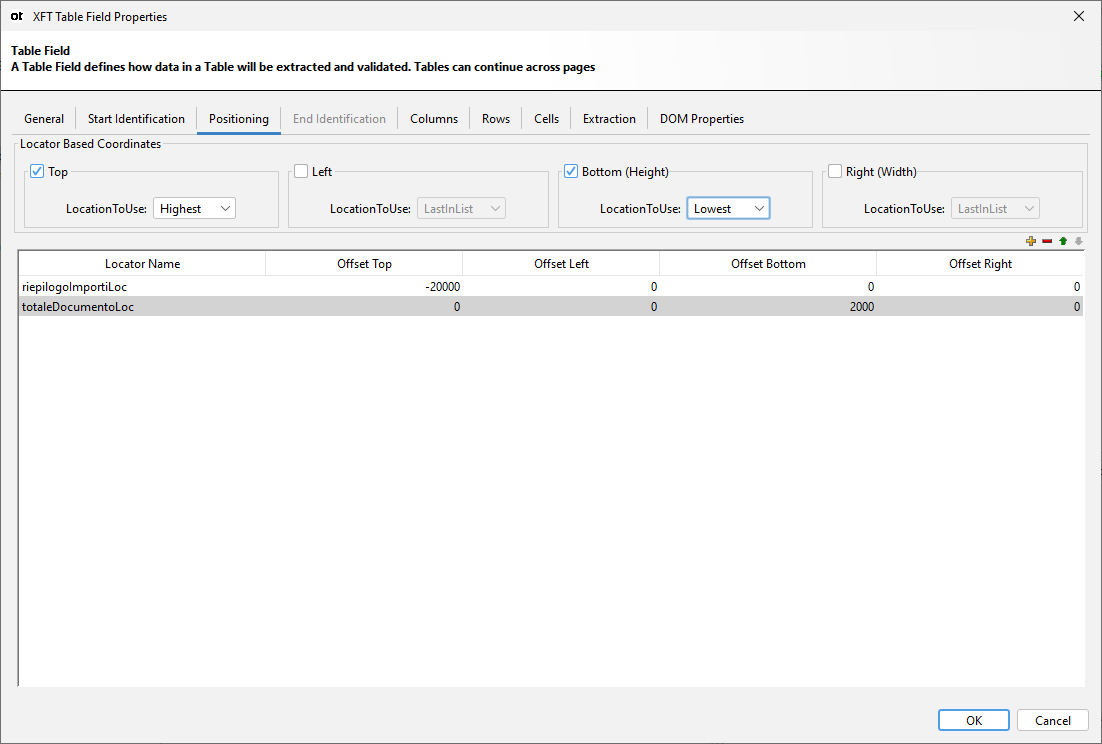 ot XFT Table Field Properties
Table Field
A Table Field defines how data in a Table will be extracted and validated. Tables can continue across pages
General Start Identification Positioning End Identification Columns Rows Cells Extraction DOM Properties
Locator Based Coordinates
Top Left Bottom (Height) Right (Width)
LocationToUse: Highest LocationToUse: LastInList LocationToUse: Lowest LocationToUse: LastInList
Locator Name Offset Top Offset Left Offset Bottom Offset Right
riepilogoImportiLoc -20000 0 0 0
totaleDocumentoLoc 0 0 2000 0
OK Cancel